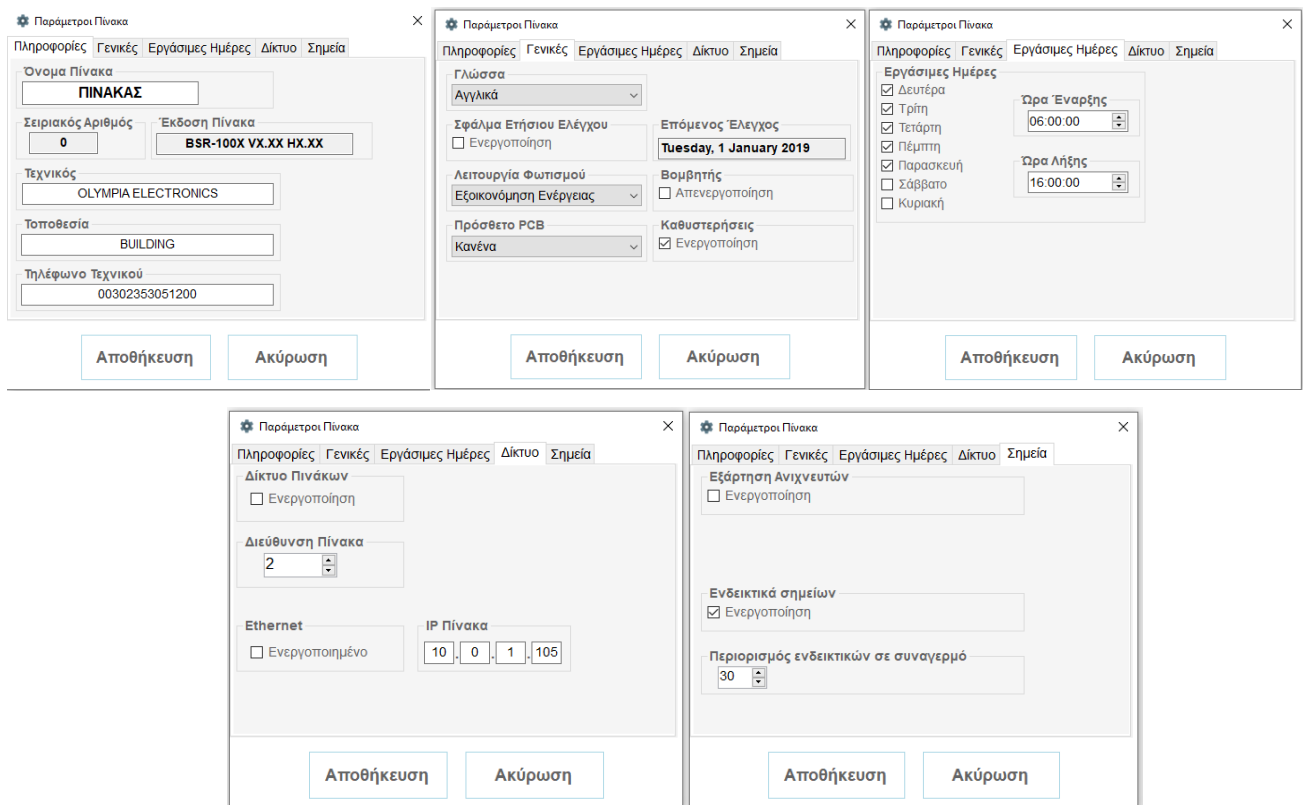 Παράμετροι Πίνακα
Πληροφορίες Γενικές Εργάσιμες Ημέρες Δίκτυο Σημεία
Όνομα Πίνακα
ΠΙΝΑΚΑΣ
Σειριακός Αριθμός Έκδοση Πίνακα
0 BSR-100X VX.XX HX.XX
Τεχνικός
OLYMPIA ELECTRONICS
Τοποθεσία
BUILDING
Τηλέφωνο Τεχνικού
00302353051200
Αποθήκευση Ακύρωση
Παράμετροι Πίνακα
Πληροφορίες Γενικές Εργάσιμες Ημέρες Δίκτυο Σημεία
Γλώσσα
Αγγλικά
Σφάλμα Ετήσιου Ελέγχου Επόμενος Έλεγχος
Ενεργοποίηση Tuesday, 1 January 2019
Λειτουργία Φωτισμού Βομβητής
Εξοικονόμηση Ενέργειας Απενεργοποίηση
Πρόσθετο PCB Καθυστερήσεις
Κανένα Ενεργοποίηση
Αποθήκευση Ακύρωση
Παράμετροι Πίνακα
Πληροφορίες Γενικές Εργάσιμες Ημέρες Δίκτυο Σημεία
Εργάσιμες Ημέρες
Δευτέρα
Τρίτη
Τετάρτη
Πέμπτη
Παρασκευή
Σάββατο
Κυριακή
Ώρα Έναρξης
06:00:00
Ώρα Λήξης
16:00:00
Αποθήκευση Ακύρωση
Παράμετροι Πίνακα
Πληροφορίες Γενικές Εργάσιμες Ημέρες Δίκτυο Σημεία
Δίκτυο Πινάκων
Ενεργοποίηση
Διεύθυνση Πίνακα
2
Ethernet IP Πίνακα
Ενεργοποιημένο 10 . 0 . 1 . 105
Αποθήκευση Ακύρωση
Παράμετροι Πίνακα
Πληροφορίες Γενικές Εργάσιμες Ημέρες Δίκτυο Σημεία
Εξάρτηση Ανιχνευτών
Ενεργοποίηση
Ενδεικτικά σημείων
Ενεργοποίηση
Περιορισμός ενδεικτικών σε συναγερμό
30
Αποθήκευση Ακύρωση